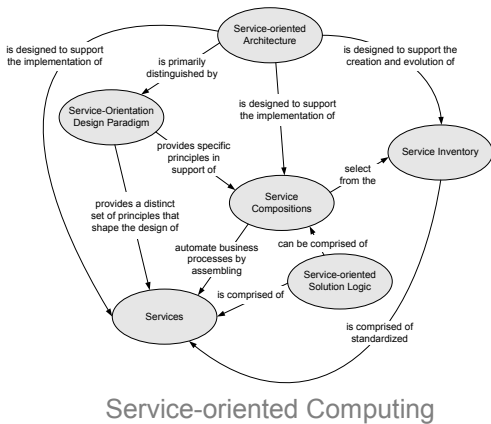 Service-oriented
Architecture
is designed to support
the implementation of
is primarily
distinguished by
is designed to support the
creation and evolution of
Service-Orientation
Design Paradigm
is designed to support
the implementation of
provides specific
principles in
support of
Service Inventory
select
from the
Service
Compositions
provides a distinct
set of principles that
shape the design of
automate business
processes by
assembling
can be comprised of
Service-oriented
Solution Logic
is comprised of
Services
is comprised of
standardized
Service-oriented Computing